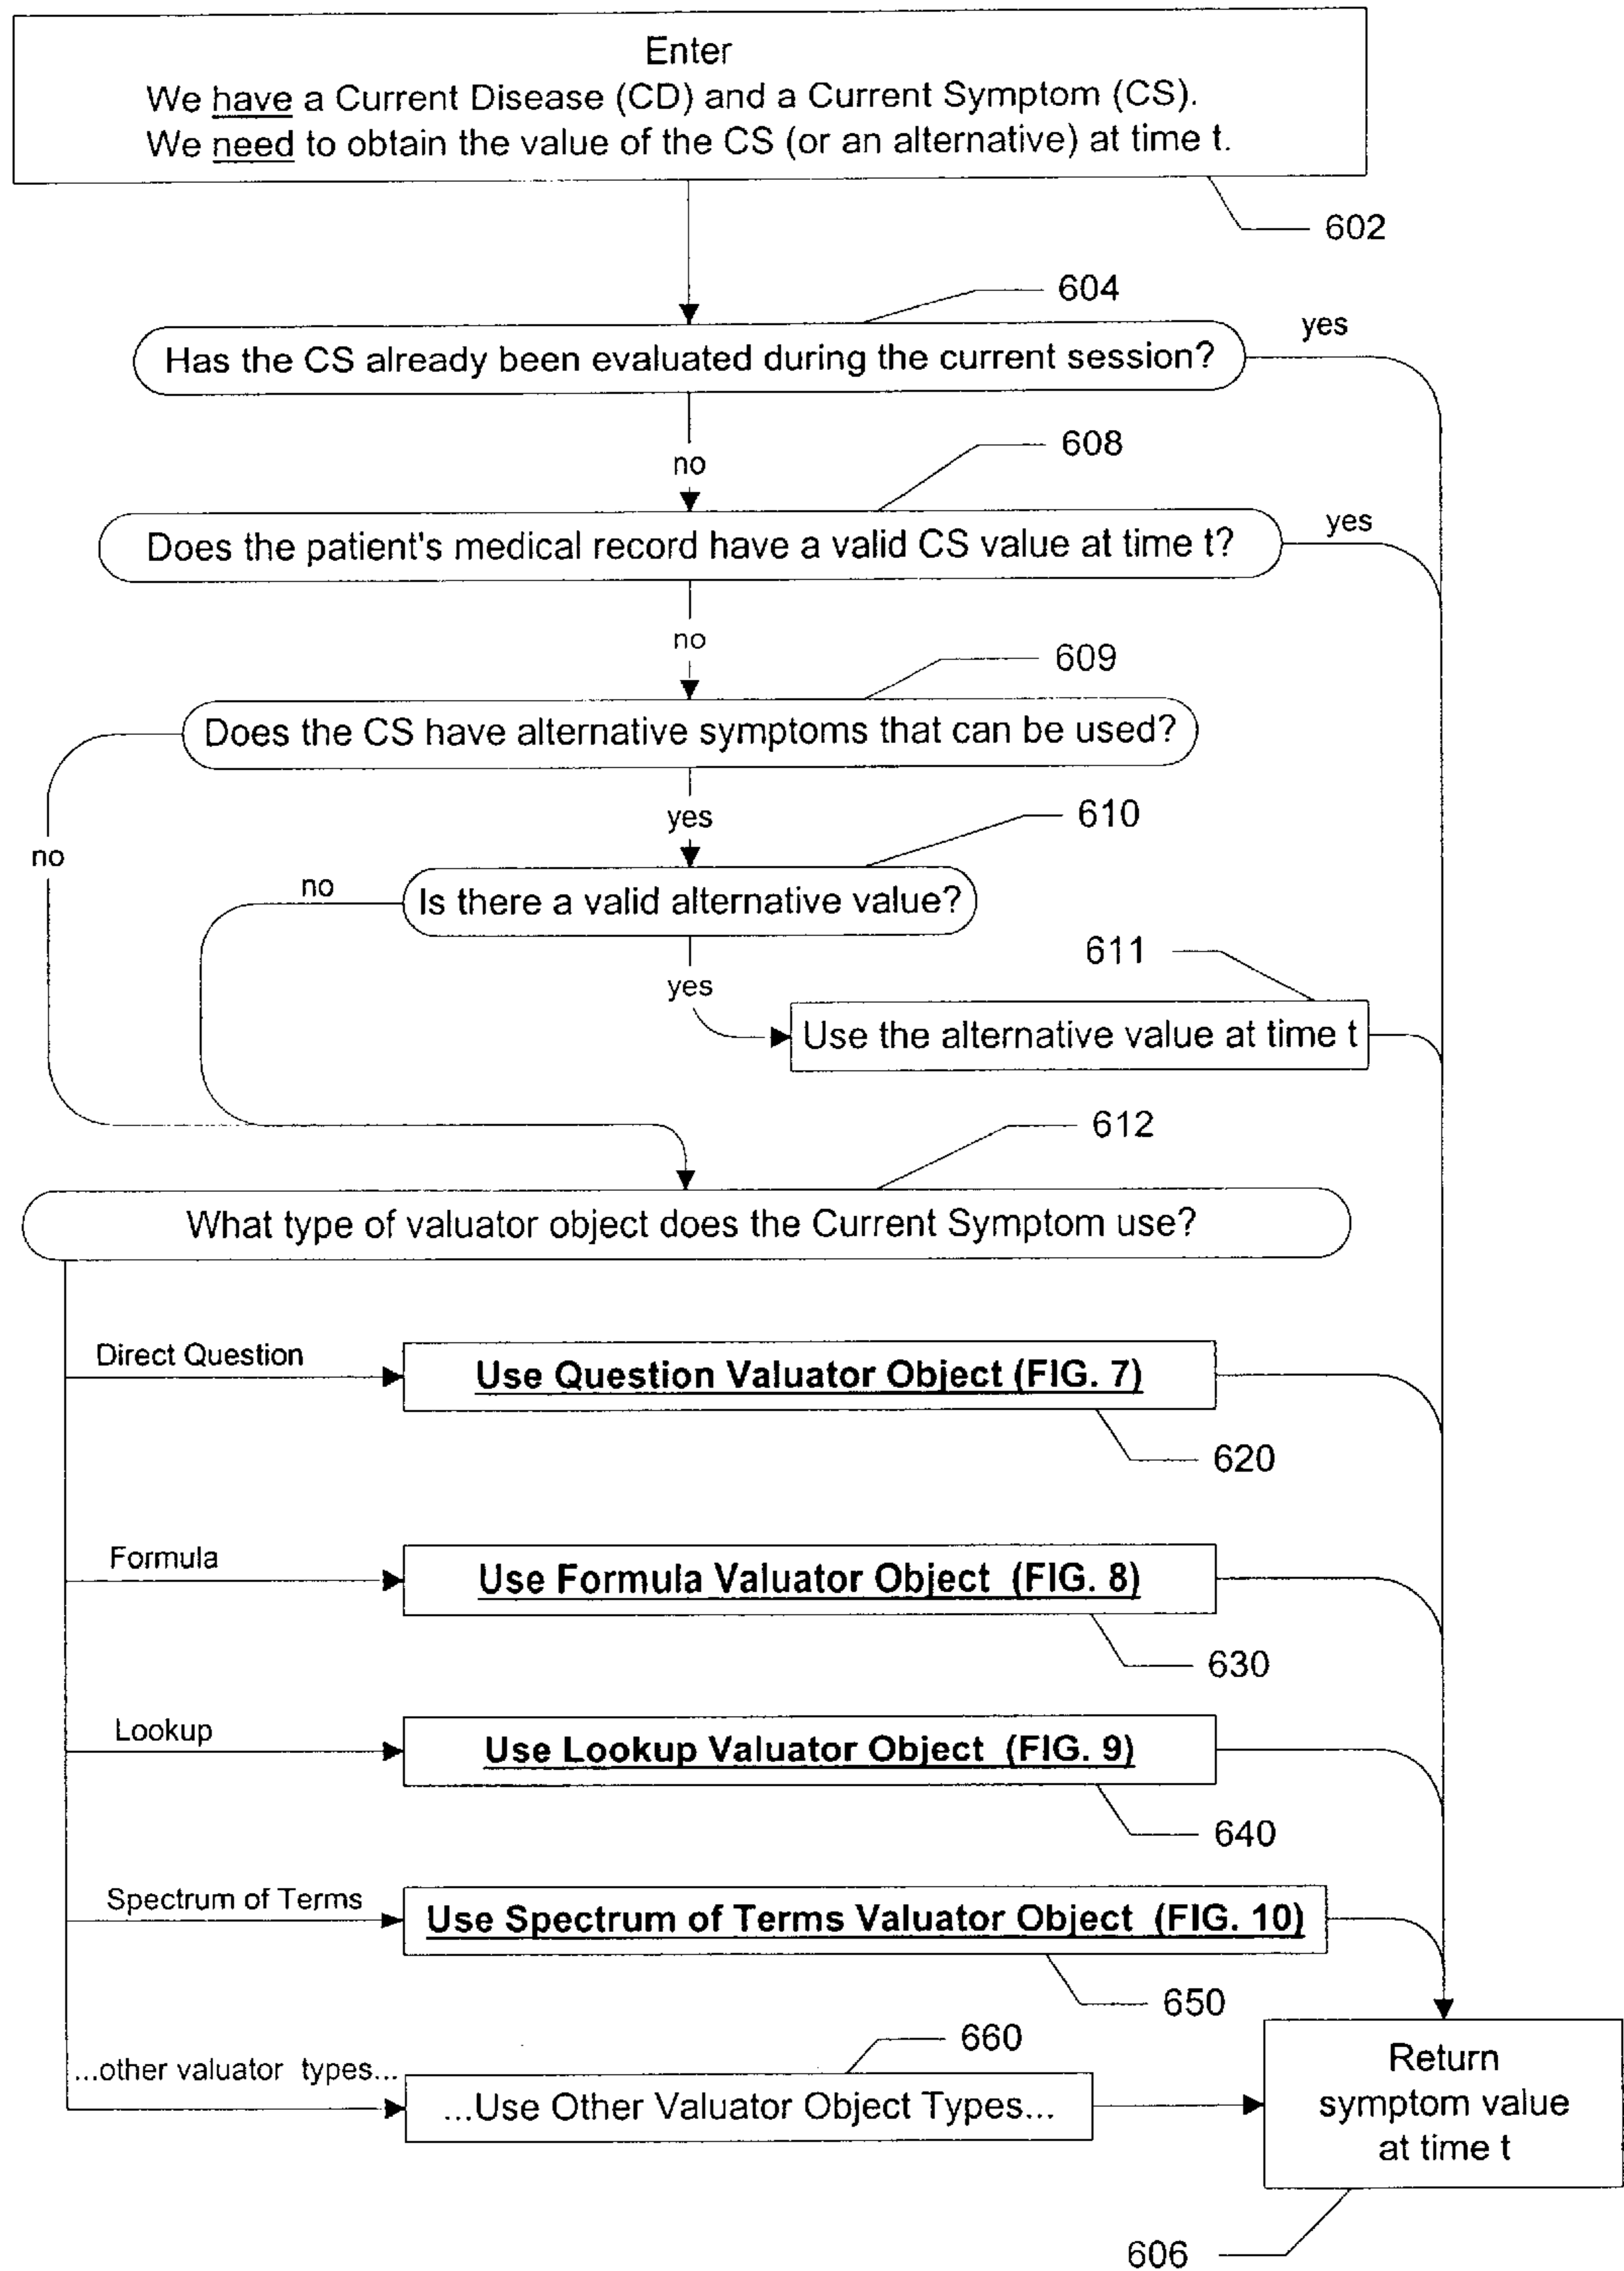 Enter
We have a Current Disease (CD) and a Current Symptom (CS).
We need to obtain the value of the CS (or an alternative) at time t.
602
604
Has the CS already been evaluated during the current session?
yes
no
608
Does the patient's medical record have a valid CS value at time t?
yes
no
609
Does the CS have alternative symptoms that can be used?
no
yes
610
Is there a valid alternative value?
no
yes
611
Use the alternative value at time t
612
What type of valuator object does the Current Symptom use?
Direct Question
Use Question Valuator Object (FIG. 7)
620
Formula
Use Formula Valuator Object (FIG. 8)
630
Lookup
Use Lookup Valuator Object (FIG. 9)
640
Spectrum of Terms
Use Spectrum of Terms Valuator Object (FIG. 10)
650
660
...other valuator types...
...Use Other Valuator Object Types...
Return
symptom value
at time t
606